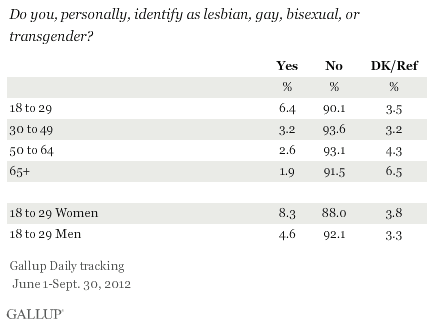 Do you, personally, identify as lesbian, gay, bisexual, or
transgender?
Yes No DK/Ref
% % %
18 to 29 6.4 90.1 3.5
30 to 49 3.2 93.6 3.2
50 to 64 2.6 93.1 4.3
65+ 1.9 91.5 6.5
18 to 29 Women 8.3 88.0 3.8
18 to 29 Men 4.6 92.1 3.3
Gallup Daily tracking
June 1-Sept. 30, 2012
GALLUP®